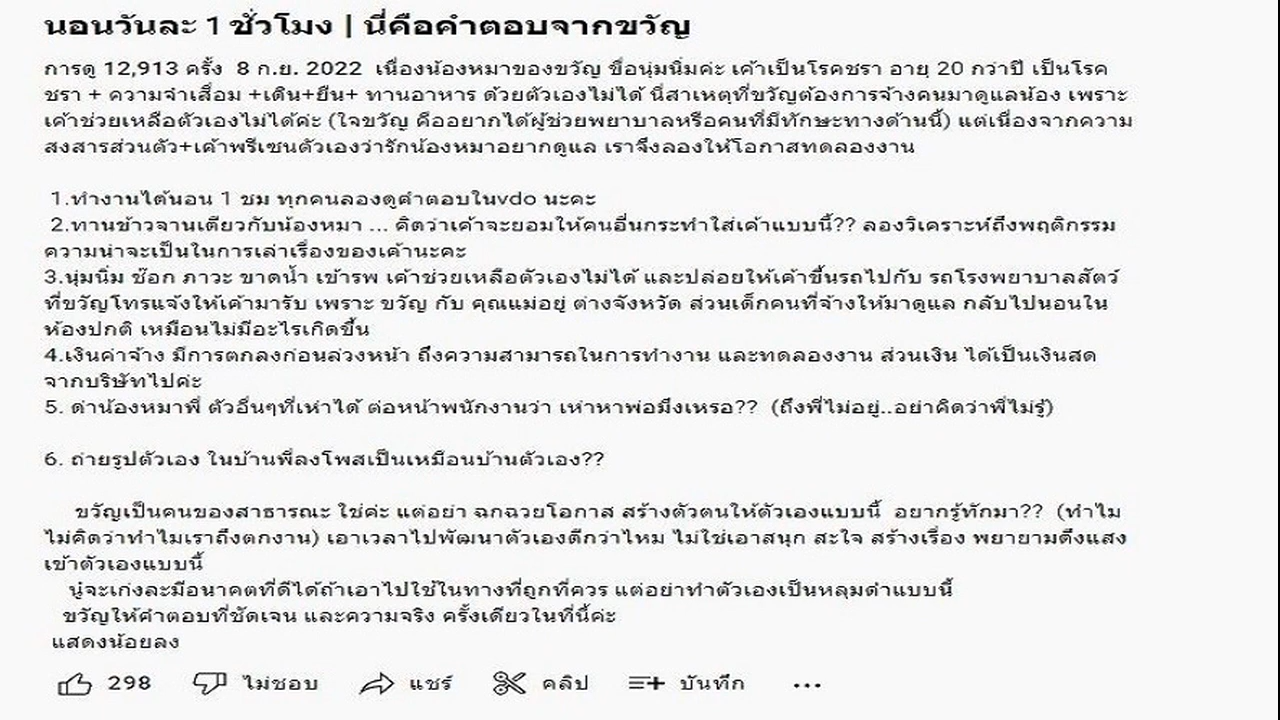 นอนวันละ 1 ชั่วโมง | นี่คือคำตอบจากขวัญ
การดู 12,913 ครั้ง 8 ก.ย. 2022 เนื่องน้องหมาของขวัญ ชื่อนุ่มนิ่มค่ะ เค้าเป็นโรคชรา อายุ 20 กว่าปี เป็นโรค
ชรา + ความจำเสื่อม +เดิน+ยืน+ ทานอาหาร ด้วยตัวเองไม่ได้ นี่สาเหตุที่ขวัญต้องการจ้างคนมาดูแลน้อง เพราะ
เค้าช่วยเหลือตัวเองไม่ได้ค่ะ (ใจขวัญ คืออยากได้ผู้ช่วยพยาบาลหรือคนที่มีทักษะทางด้านนี้) แต่เนื่องจากความ
สงสารส่วนตัว+เค้าพรีเซนตัวเองว่ารักน้องหมาอยากดูแล เราจึงลองให้โอกาสทดลองงาน
1.ทำงานได้นอน 1 ชม ทุกคนลองดูคำตอบในvdo นะคะ
2.ทานข้าวจานเดียวกับน้องหมา ... คิดว่าเค้าจะยอมให้คนอื่นกระทำใส่เค้าแบบนี้?? ลองวิเคราะห์ถึงพฤติกรรม
ความน่าจะเป็นในการเล่าเรื่องของเค้านะคะ
3.นุ่มนิ่ม ช๊อก ภาวะ ขาดน้ำ เข้ารพ เค้าช่วยเหลือตัวเองไม่ได้ และปล่อยให้เค้าขึ้นรถไปกับ รถโรงพยาบาลสัตว์
ที่ขวัญโทรแจ้งให้เค้ามารับ เพราะ ขวัญ กับ คุณแม่อยู่ ต่างจังหวัด ส่วนเด็กคนที่จ้างให้มาดูแล กลับไปนอนใน
ห้องปกติ เหมือนไม่มีอะไรเกิดขึ้น
4.เงินค่าจ้าง มีการตกลงก่อนล่วงหน้า ถึงความสามารถในการทำงาน และทดลองงาน ส่วนเงิน ได้เป็นเงินสด
จากบริษัทไปค่ะ
5. ด่าน้องหมาพี่ ตัวอื่นๆที่เห่าได้ ต่อหน้าพนักงานว่า เห่าหาพ่อมึงเหรอ?? (ถึงพี่ไม่อยู่..อย่าคิดว่าพี่ไม่รู้)
6. ถ่ายรูปตัวเอง ในบ้านพี่ลงโพสเป็นเหมือนบ้านตัวเอง??
ขวัญเป็นคนของสาธารณะ ใช่ค่ะ แต่อย่า ฉกฉวยโอกาส สร้างตัวตนให้ตัวเองแบบนี้ อยากรู้ทักมา?? (ทำไม
ไม่คิดว่าทำไมเราถึงตกงาน) เอาเวลาไปพัฒนาตัวเองดีกว่าไหม ไม่ใช่เอาสนุก สะใจ สร้างเรื่อง พยายามดึงแสง
เข้าตัวเองแบบนี้
นู๋จะเก่งละมีอนาคตที่ดีได้ถ้าเอาไปใช้ในทางที่ถูกที่ควร แต่อย่าทำตัวเองเป็นหลุมดำแบบนี้
ขวัญให้คำตอบที่ชัดเจน และความจริง ครั้งเดียวในที่นี้ค่ะ
แสดงน้อยลง
298 ไม่ชอบ แชร์ คลิป บันทึก ...